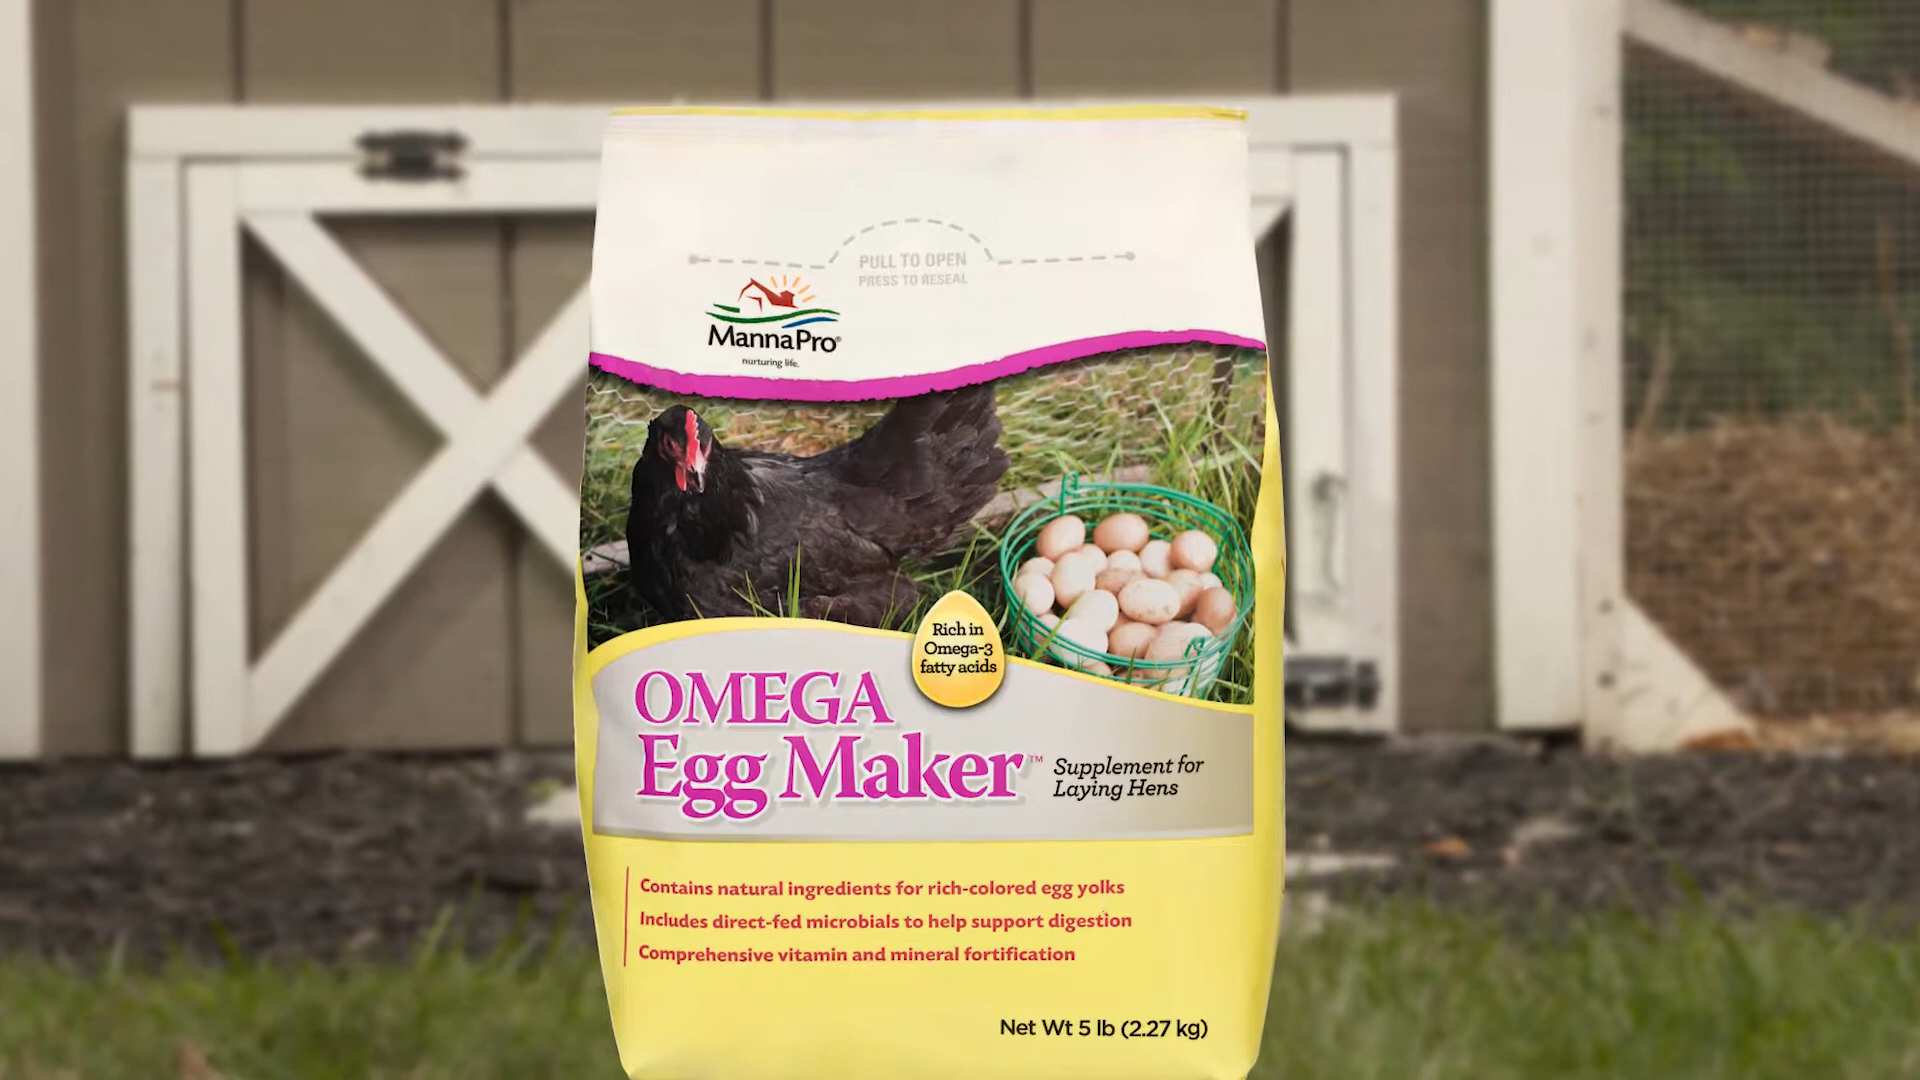 PULL TO OPEN
PRESS TO RESEAL
MannaPro®
nurturing life.
Rich in
Omega-3
fatty acids
OMEGA
Egg Maker™
Supplement for
Laying Hens
Contains natural ingredients for rich-colored egg yolks
Includes direct-fed microbials to help support digestion
Comprehensive vitamin and mineral fortification
Net Wt 5 lb (2.27 kg)